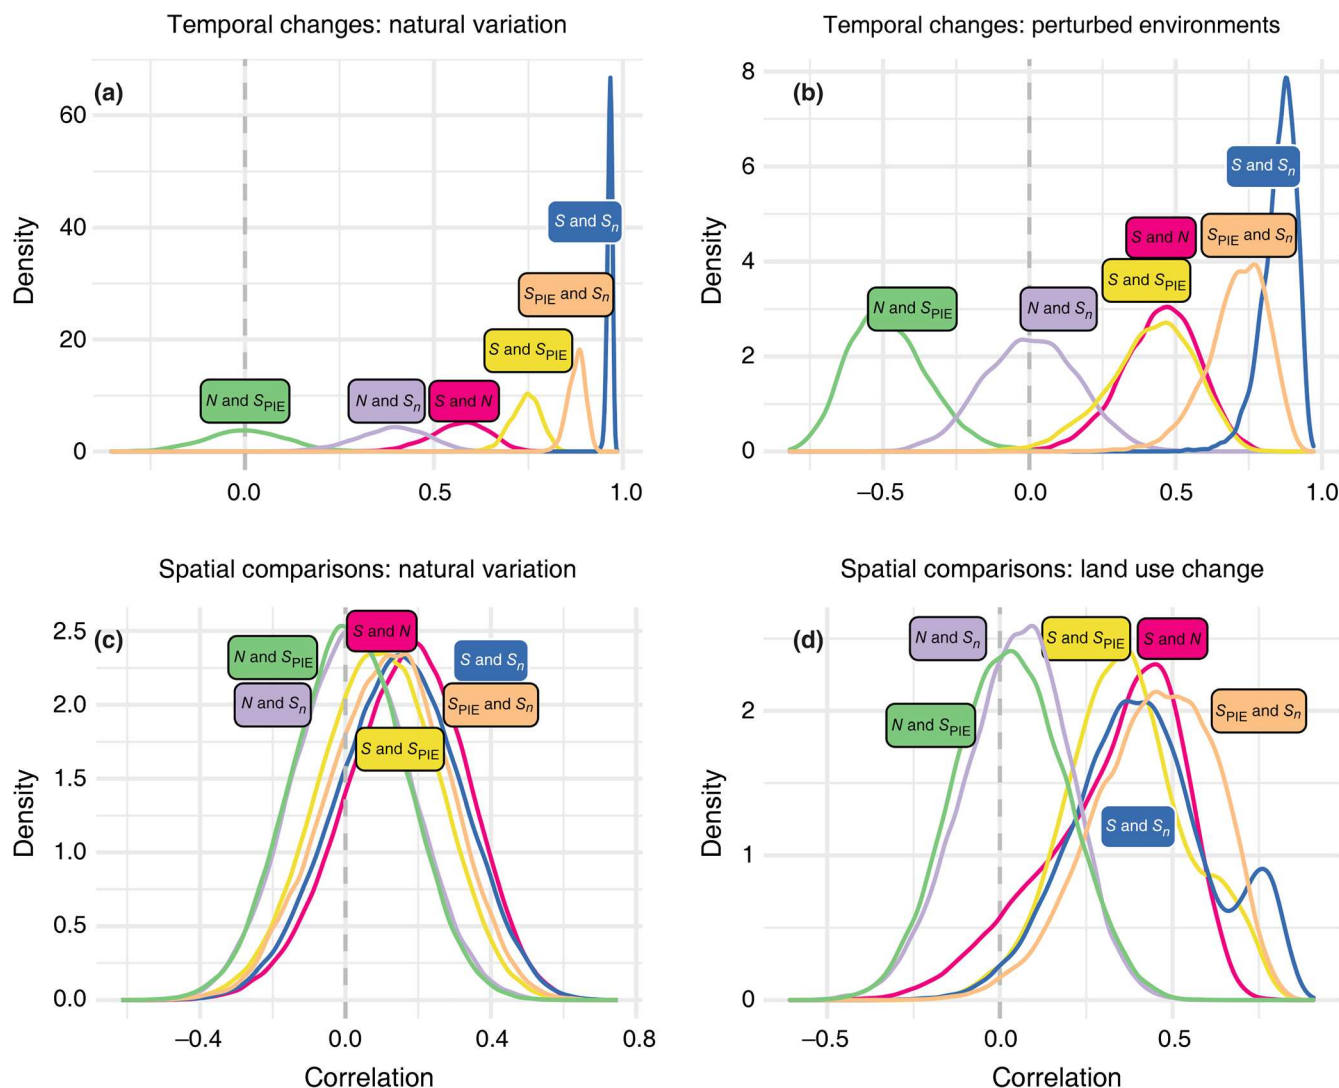 Temporal changes: natural variation
Temporal changes: perturbed environments
(a)
Density
60
40
20
0
0.0
0.5
1.0
S and Sn
SPIE and Sn
S and SPIE
N and SPIE
N and Sn
S and N
(b)
Density
8
6
4
2
0
−0.5
0.0
0.5
1.0
S and Sn
S and N
SPIE and Sn
S and SPIE
N and SPIE
N and Sn
Spatial comparisons: natural variation
Spatial comparisons: land use change
(c)
Density
2.5
2.0
1.5
1.0
0.5
0.0
−0.4
0.0
0.4
0.8
Correlation
S and N
N and SPIE
S and Sn
N and Sn
SPIE and Sn
S and SPIE
(d)
Density
2
1
0
−0.5
0.0
0.5
Correlation
N and Sn
S and SPIE
S and N
N and SPIE
SPIE and Sn
S and Sn